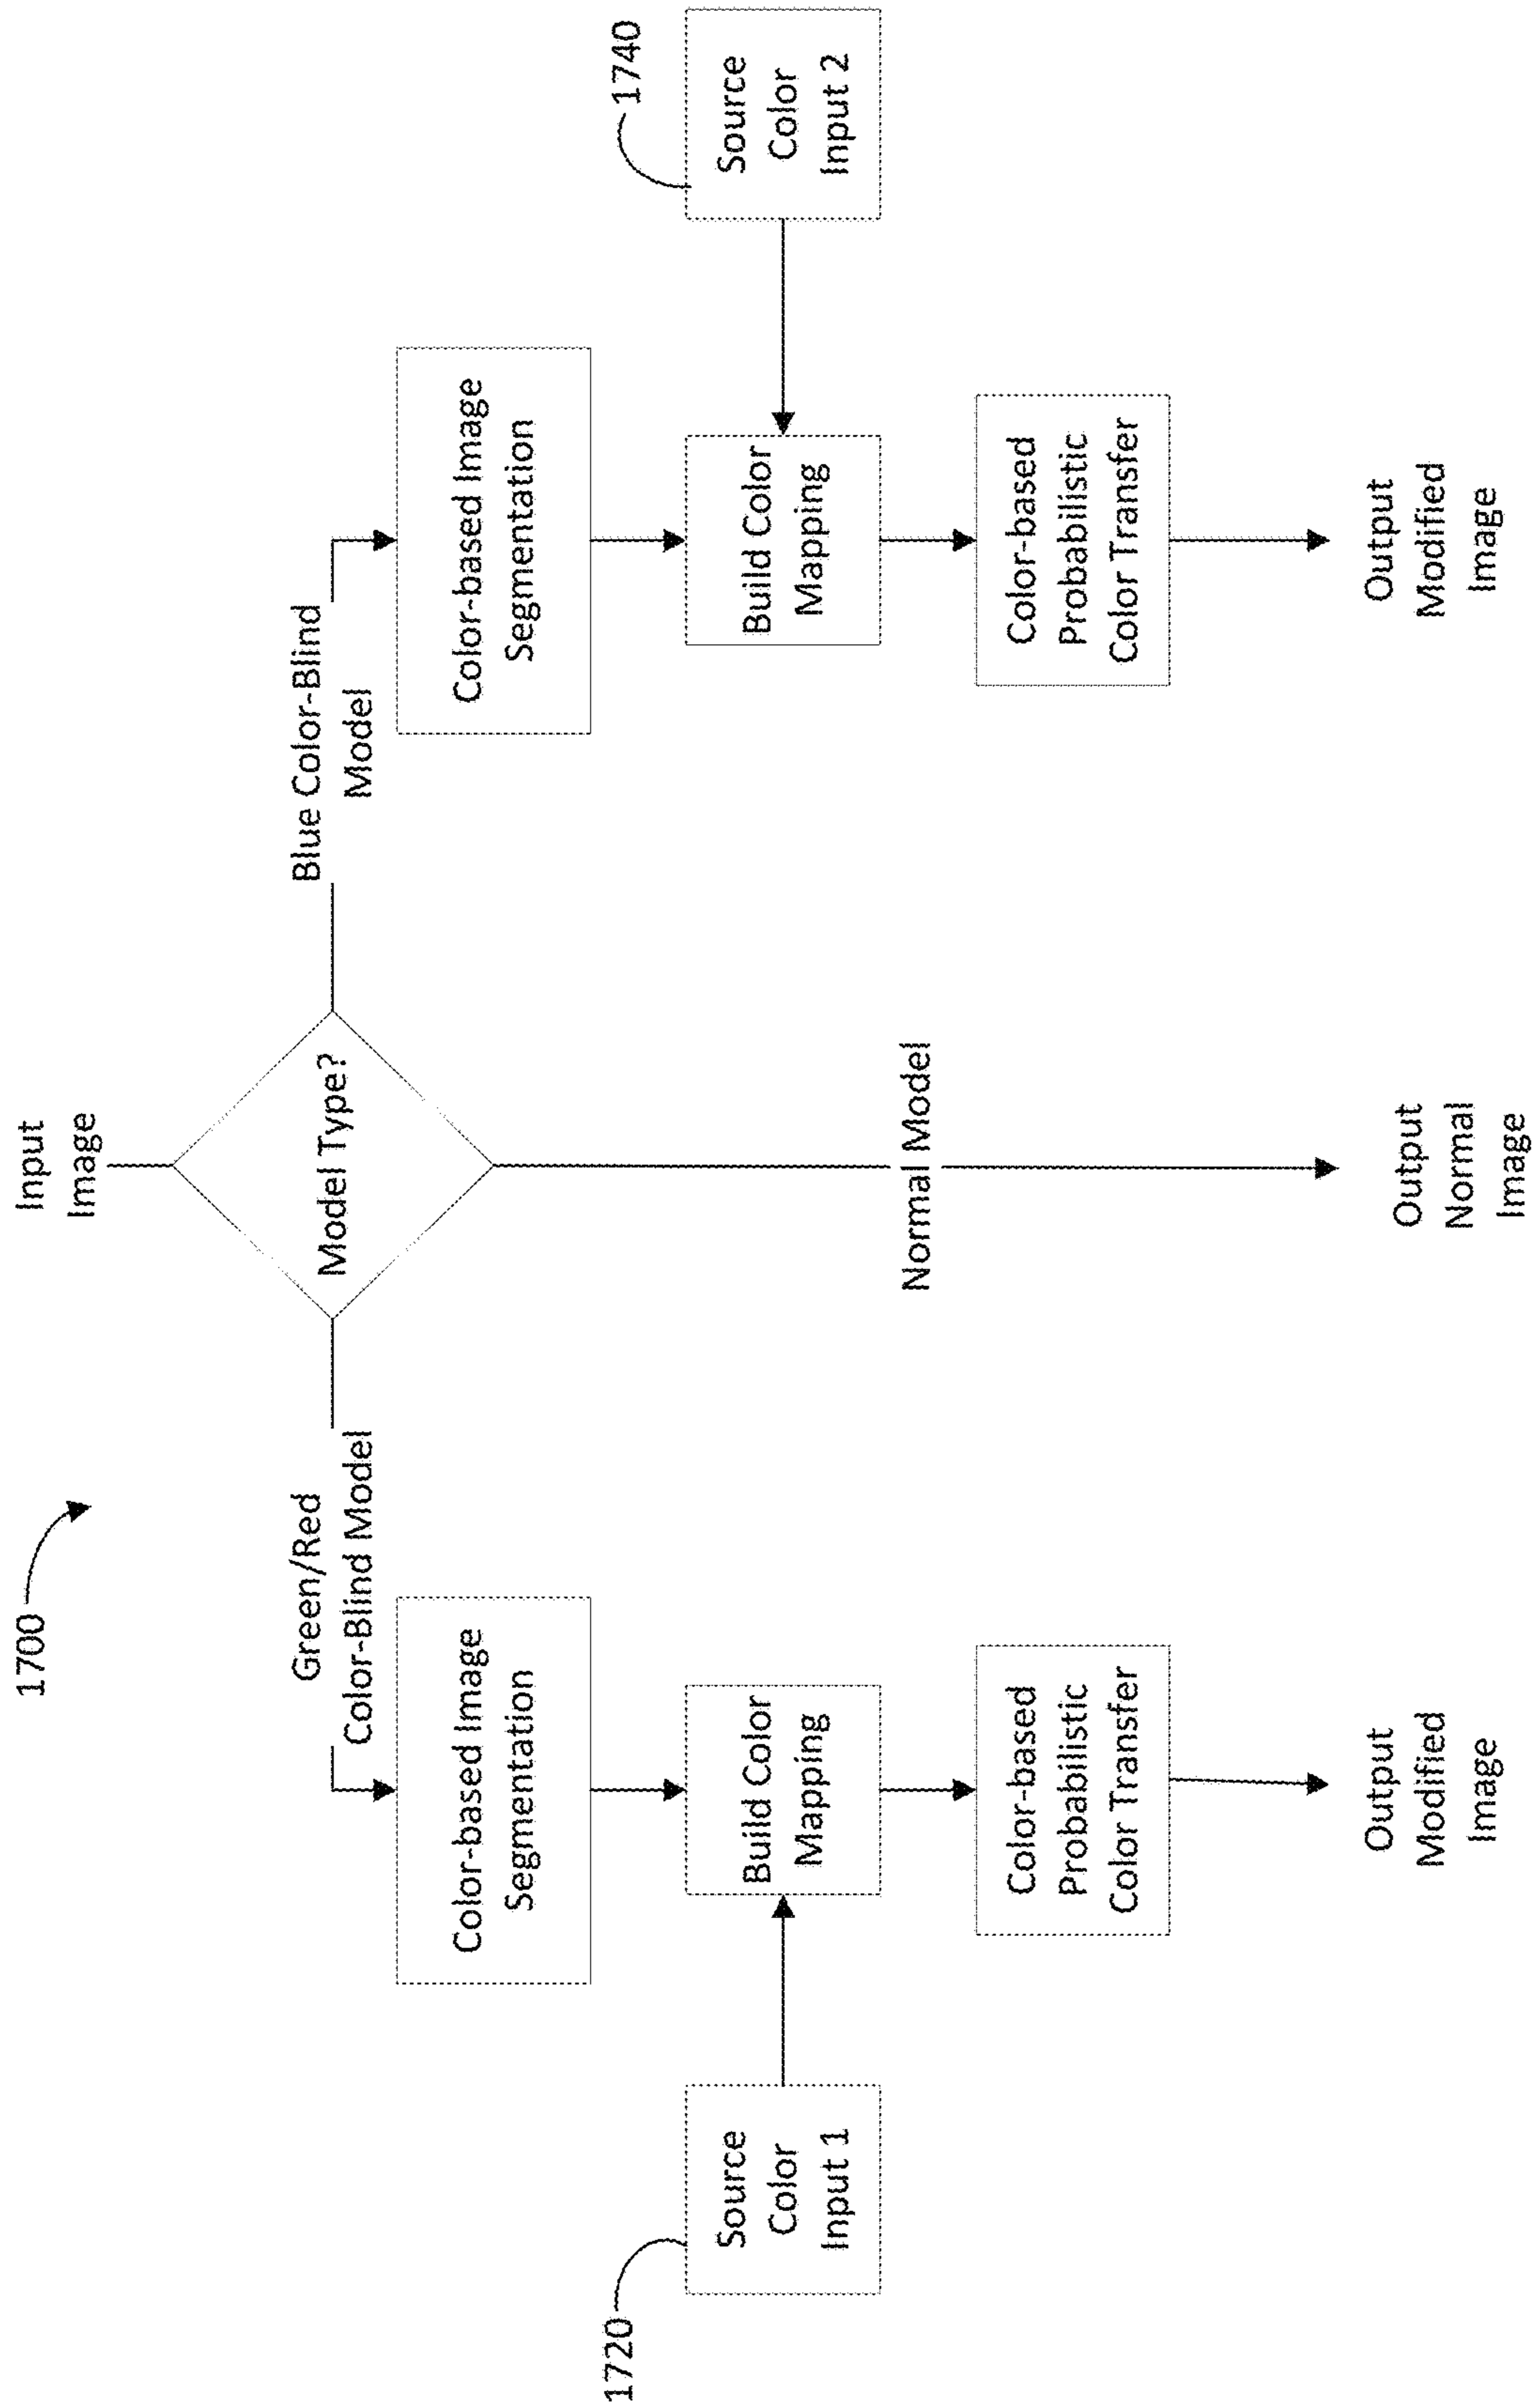 1700
Input
Image
Model Type?
Green/Red
Color-Blind Model
Blue Color-Blind
Model
Normal Model
Color-based Image
Segmentation
Color-based Image
Segmentation
1720
Source
Color
Input 1
Build Color
Mapping
Build Color
Mapping
1740
Source
Color
Input 2
Color-based
Probabilistic
Color Transfer
Color-based
Probabilistic
Color Transfer
Output
Modified
Image
Output
Normal
Image
Output
Modified
Image